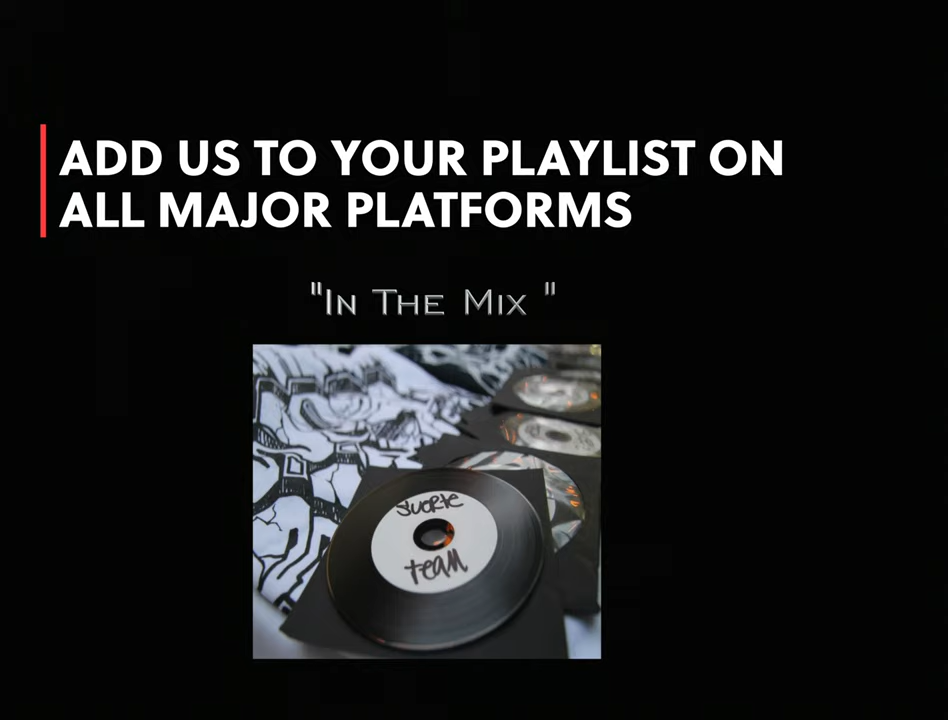 ADD US TO YOUR PLAYLIST ON
ALL MAJOR PLATFORMS
"In The Mix "
Suerte
team